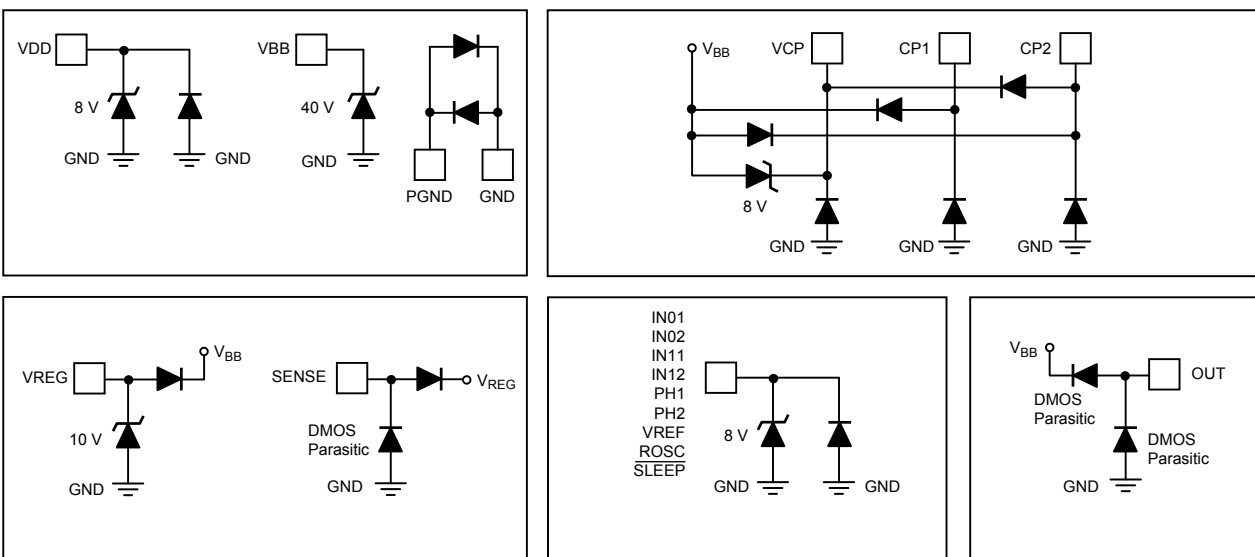 VDD
8 V
GND
GND
VBB
40 V
GND
PGND
GND
VBB
VCP
CP1
CP2
8 V
GND
GND
GND
VREG
VBB
10 V
GND
SENSE
VREG
DMOS
Parasitic
GND
IN01
IN02
IN11
IN12
PH1
PH2
VREF
ROSC
SLEEP
8 V
GND
GND
VBB
OUT
DMOS
Parasitic
DMOS
Parasitic
GND